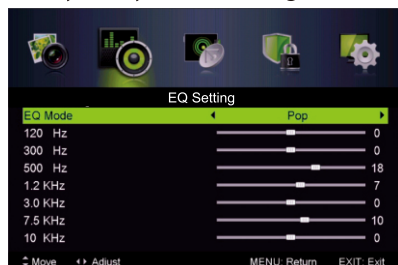 EQ Setting
EQ Mode Pop
120 Hz 0
300 Hz 0
500 Hz 18
1.2 KHz 7
3.0 KHz 0
7.5 KHz 10
10 KHz 0
Move Adjust MENU: Return EXIT: Exit